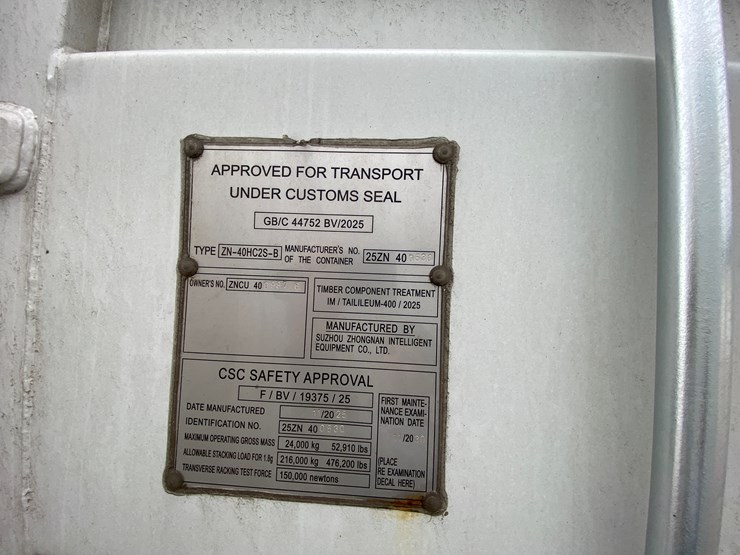 APPROVED FOR TRANSPORT
UNDER CUSTOMS SEAL
GB/C 44752 BV/2025
TYPE ZN-40HC2S-B MANUFACTURER'S NO. OF THE CONTAINER 25ZN 40
OWNER'S NO. ZNCU 40
TIMBER COMPONENT TREATMENT
IM / TAILILEUM-400 / 2025
MANUFACTURED BY
SUZHOU ZHONGNAN INTELLIGENT
EQUIPMENT CO., LTD.
CSC SAFETY APPROVAL
F / BV / 19375 / 25
DATE MANUFACTURED /20
IDENTIFICATION NO. 25ZN 40
MAXIMUM OPERATING GROSS MASS 24,000 kg 52,910 lbs
ALLOWABLE STACKING LOAD FOR 1.8g 216,000 kg 476,200 lbs
TRANSVERSE RACKING TEST FORCE 150,000 newtons
FIRST MAINTE-
NANCE EXAMI-
NATION DATE
/20
(PLACE
RE EXAMINATION
DECAL HERE)